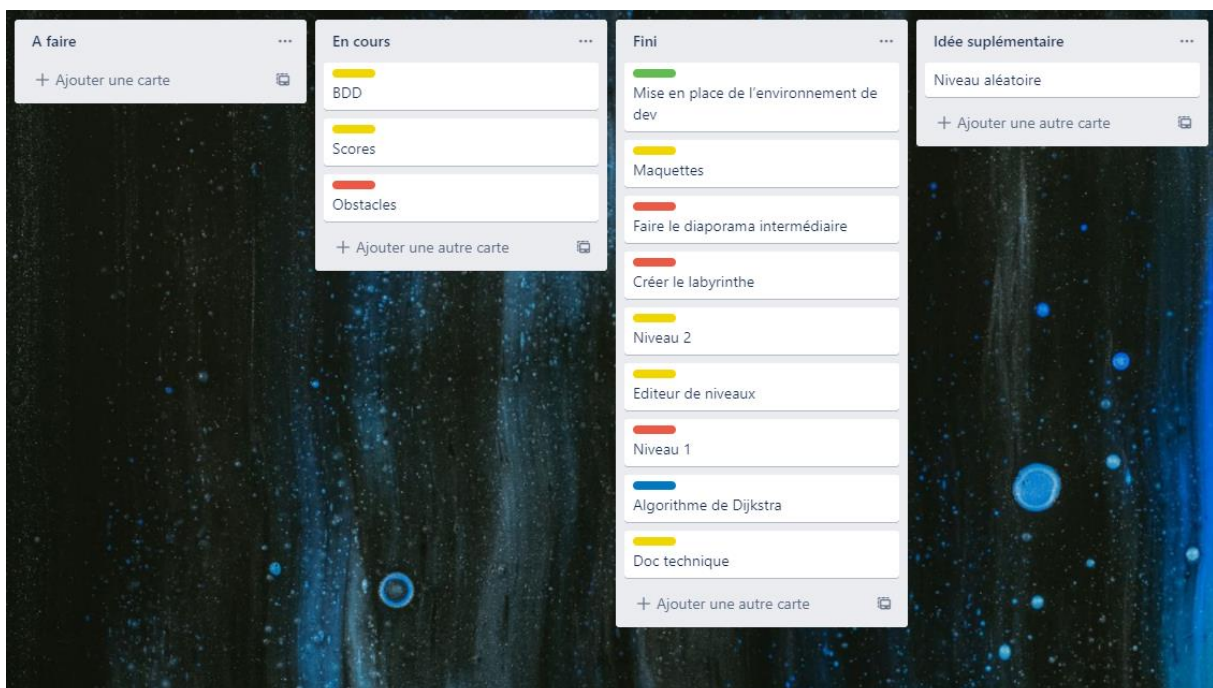 A faire
Ajouter une carte
En cours
BDD
Scores
Obstacles
Ajouter une autre carte
Fini
Mise en place de l'environnement de
dev
Maquettes
Faire le diaporama intermédiaire
Créer le labyrinthe
Niveau 2
Editeur de niveaux
Niveau 1
Algorithme de Dijkstra
Doc technique
Ajouter une autre carte
Idée suplémentaire
Niveau aléatoire
Ajouter une autre carte